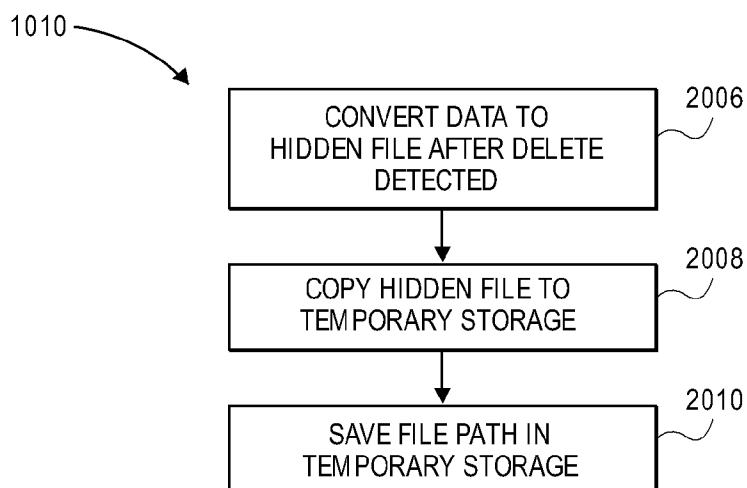 1010
CONVERT DATA TO
HIDDEN FILE AFTER DELETE
DETECTED
2006
COPY HIDDEN FILE TO
TEMPORARY STORAGE
2008
SAVE FILE PATH IN
TEMPORARY STORAGE
2010